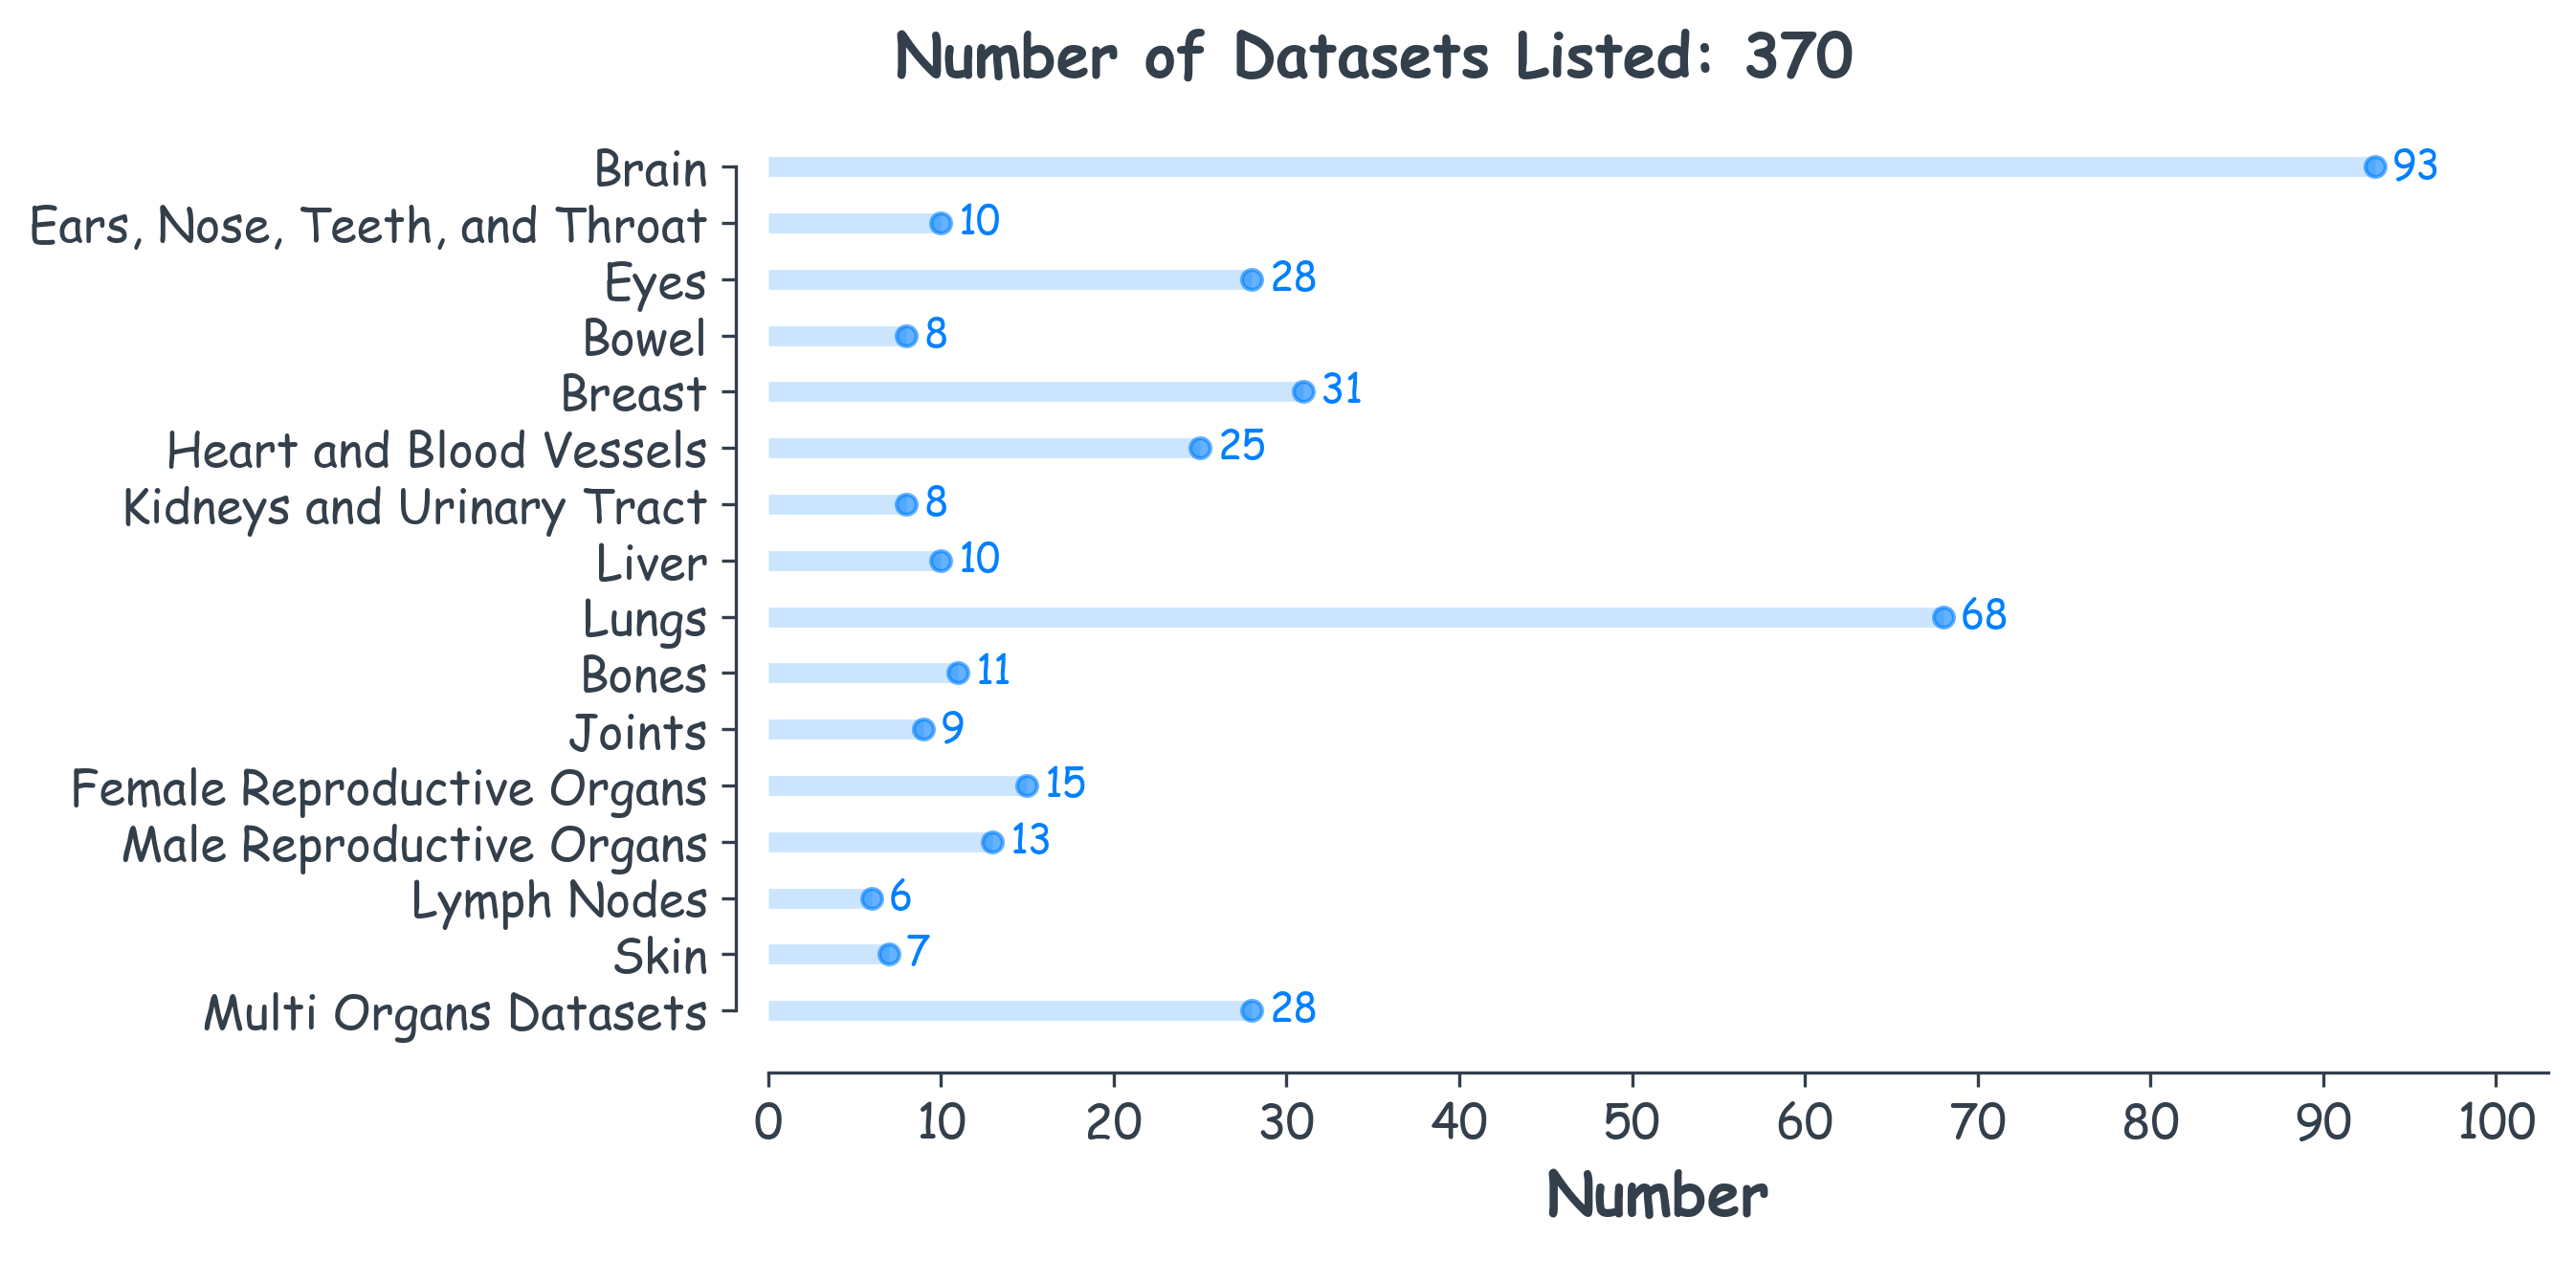 Number of Datasets Listed: 370
Brain 93
Ears, Nose, Teeth, and Throat 10
Eyes 28
Bowel 8
Breast 31
Heart and Blood Vessels 25
Kidneys and Urinary Tract 8
Liver 10
Lungs 68
Bones 11
Joints 9
Female Reproductive Organs 15
Male Reproductive Organs 13
Lymph Nodes 6
Skin 7
Multi Organs Datasets 28
0 10 20 30 40 50 60 70 80 90 100
Number